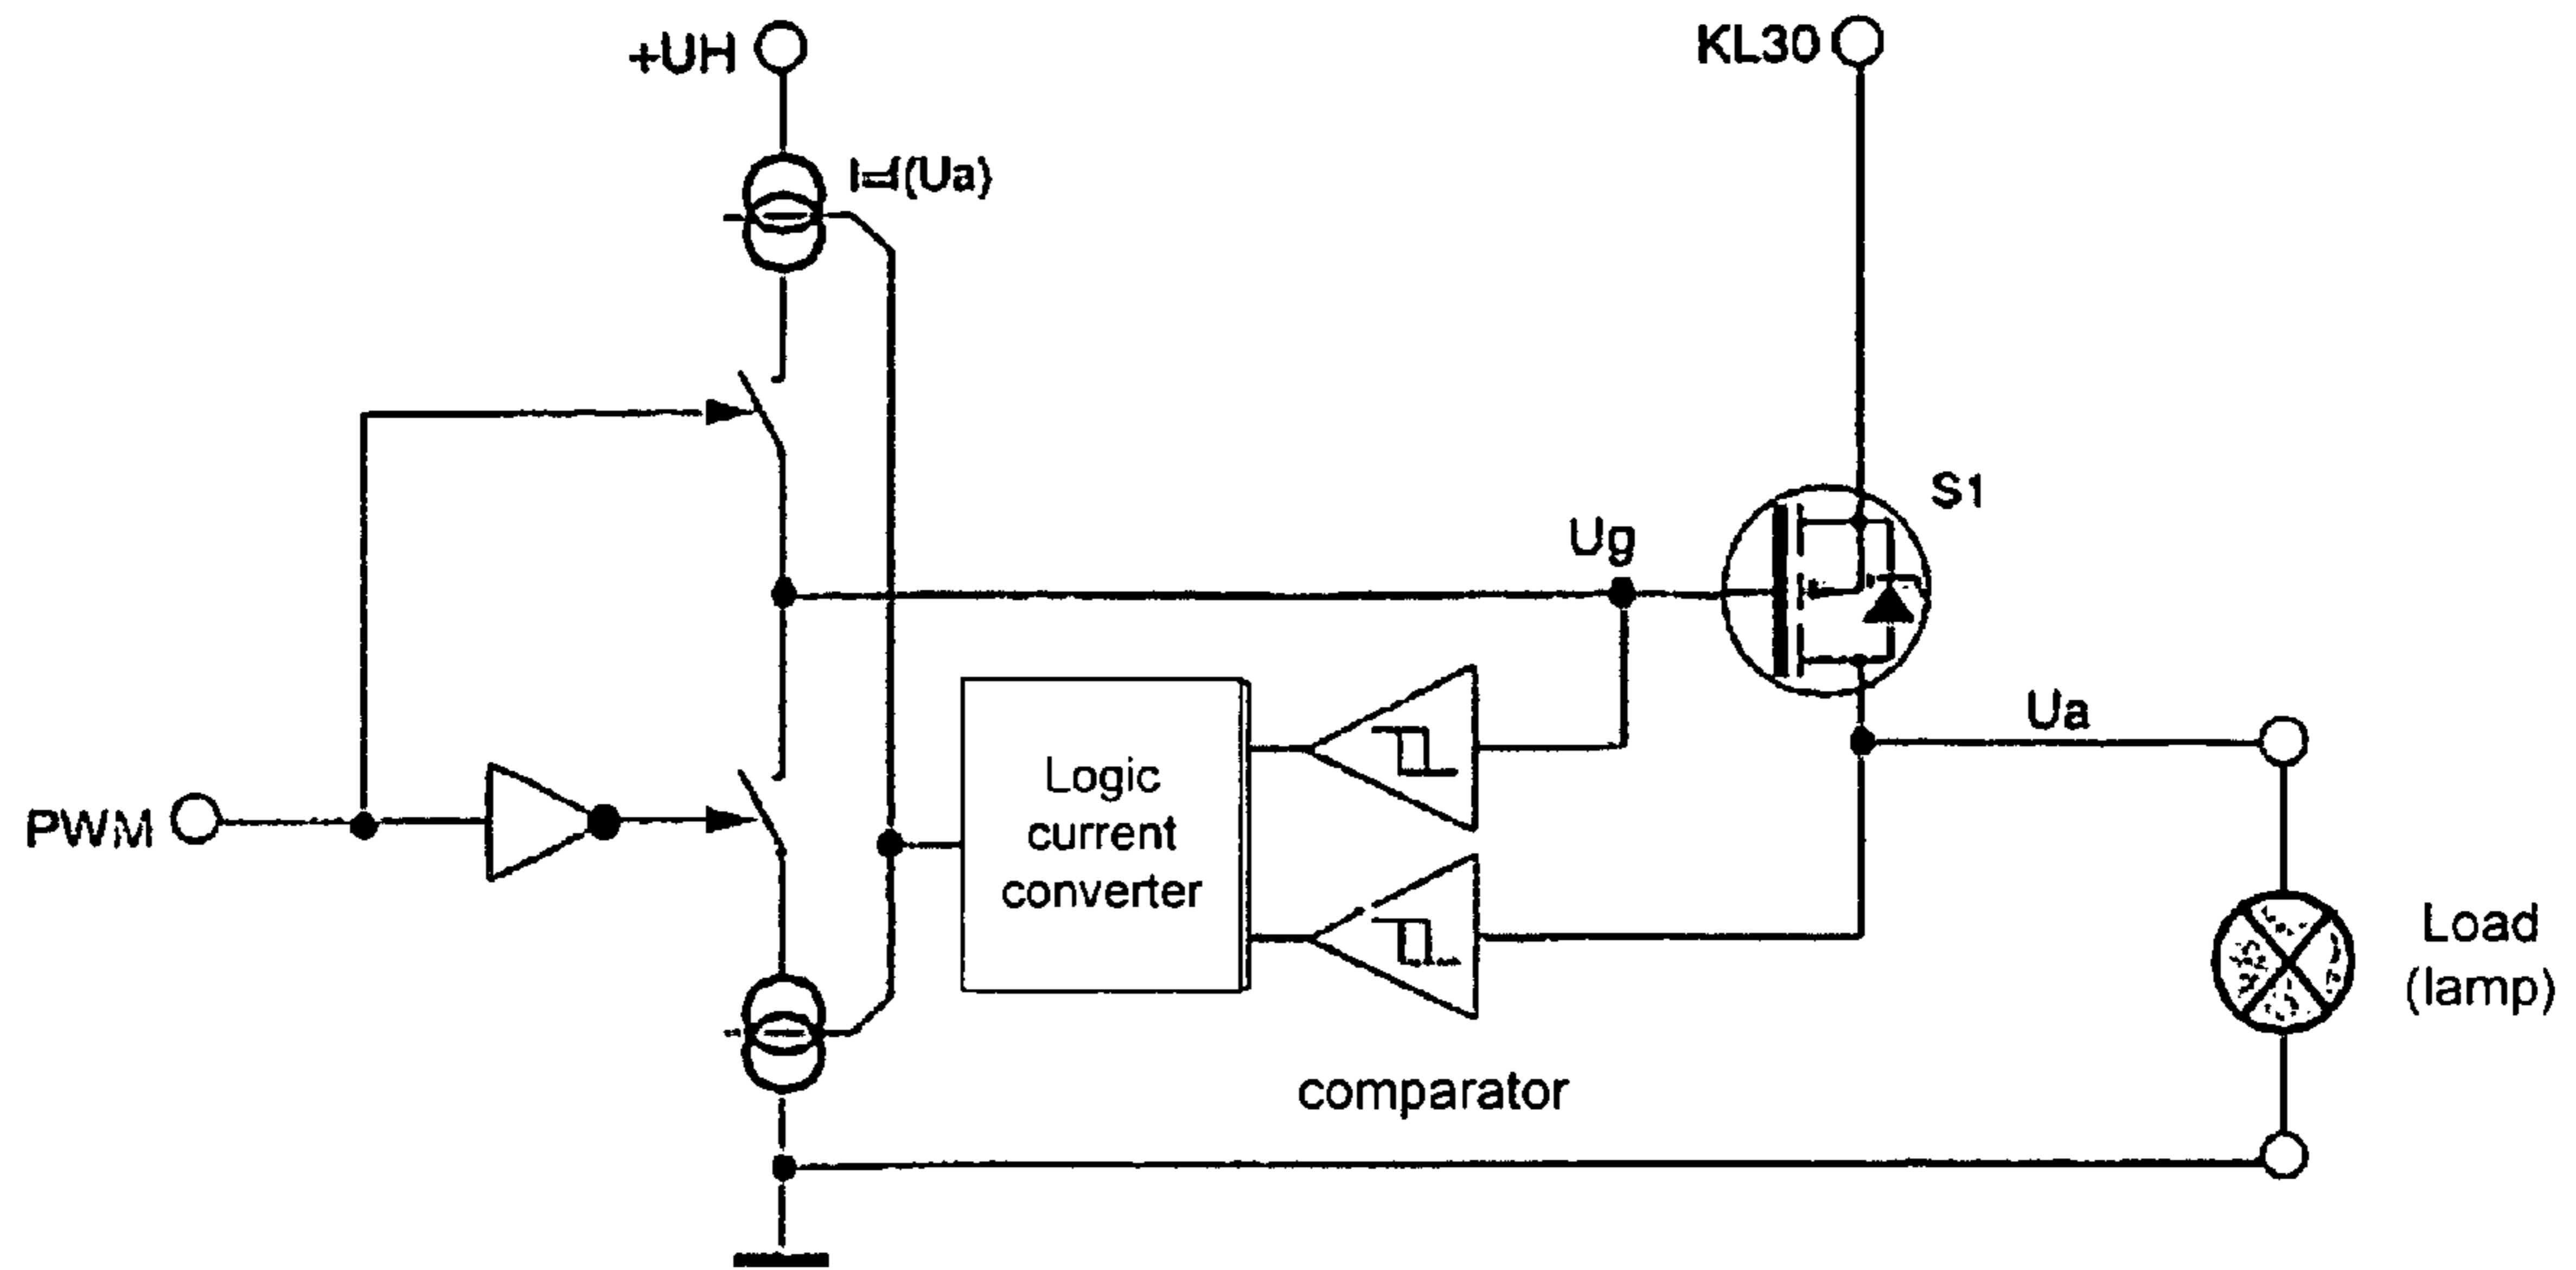 +UH
KL30
(Ua)
S1
Ug
Ua
PWM
Logic
current
converter
Load
(lamp)
comparator